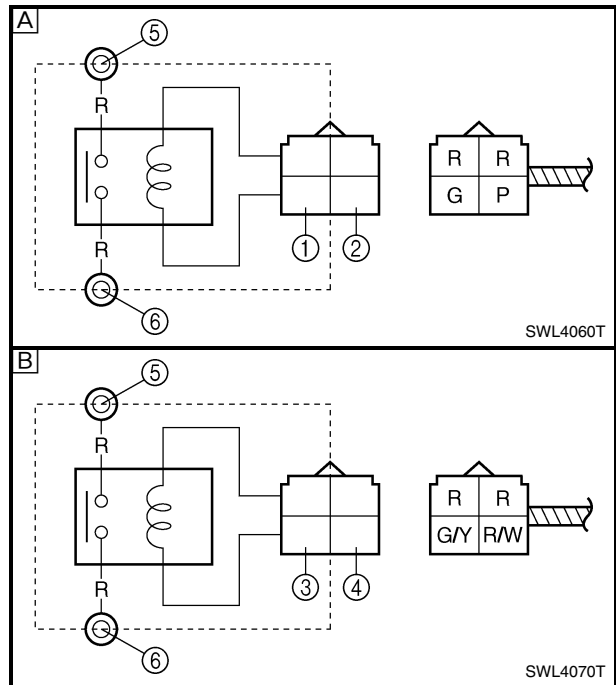 A
⑤
R
R
⑥
① ②
R R
G P
SWL4060T
B
⑤
R
R
⑥
③ ④
R R
G/Y R/W
SWL4070T